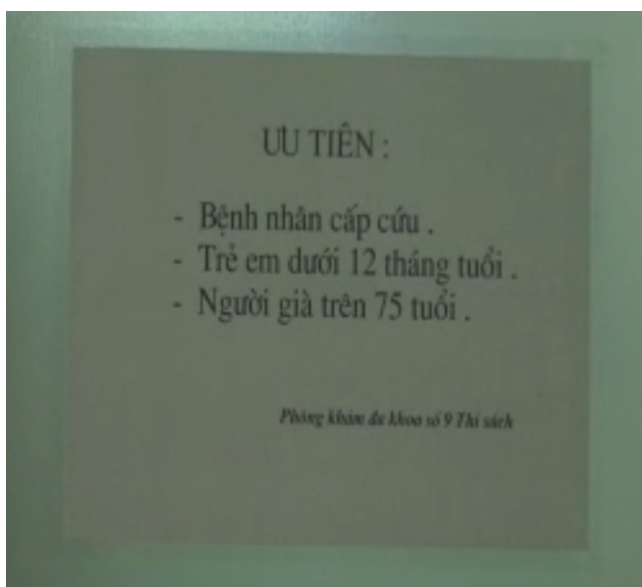 ƯU TIÊN :
- Bệnh nhân cấp cứu .
- Trẻ em dưới 12 tháng tuổi .
- Người già trên 75 tuổi .
Phòng khám đa khoa số 9 Thi sách